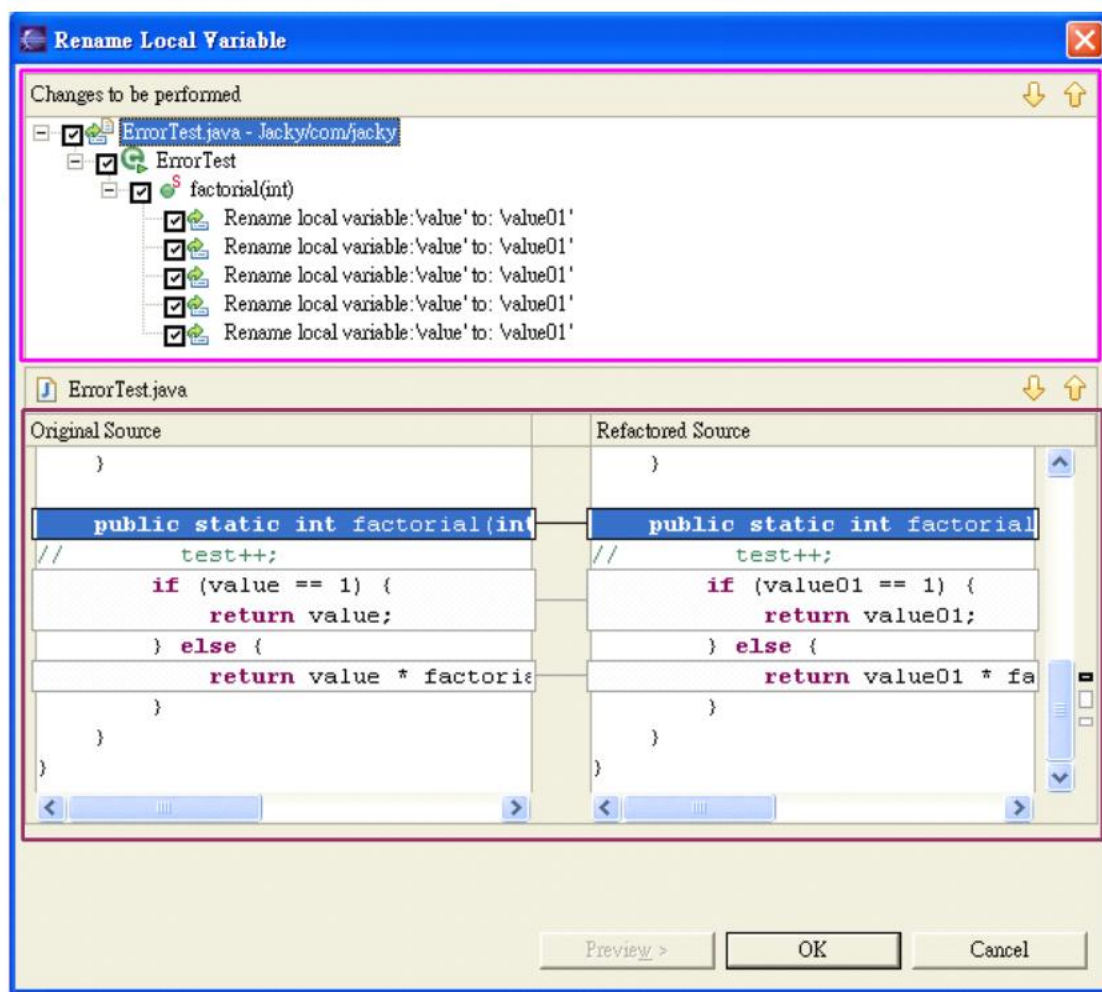 Rename Local Variable
Changes to be performed
ErrorTest.java - Jacky/com/jacky
ErrorTest
S factorial(int)
Rename local variable:'value' to: 'value01'
Rename local variable:'value' to: 'value01'
Rename local variable:'value' to: 'value01'
Rename local variable:'value' to: 'value01'
Rename local variable:'value' to: 'value01'
J ErrorTest.java
Original Source
}
public static int factorial(int
// test++;
if (value == 1) {
return value;
} else {
return value * factoria
}
}
}
Refactored Source
}
public static int factorial
// test++;
if (value01 == 1) {
return value01;
} else {
return value01 * fa
}
}
}
Preview >
OK
Cancel